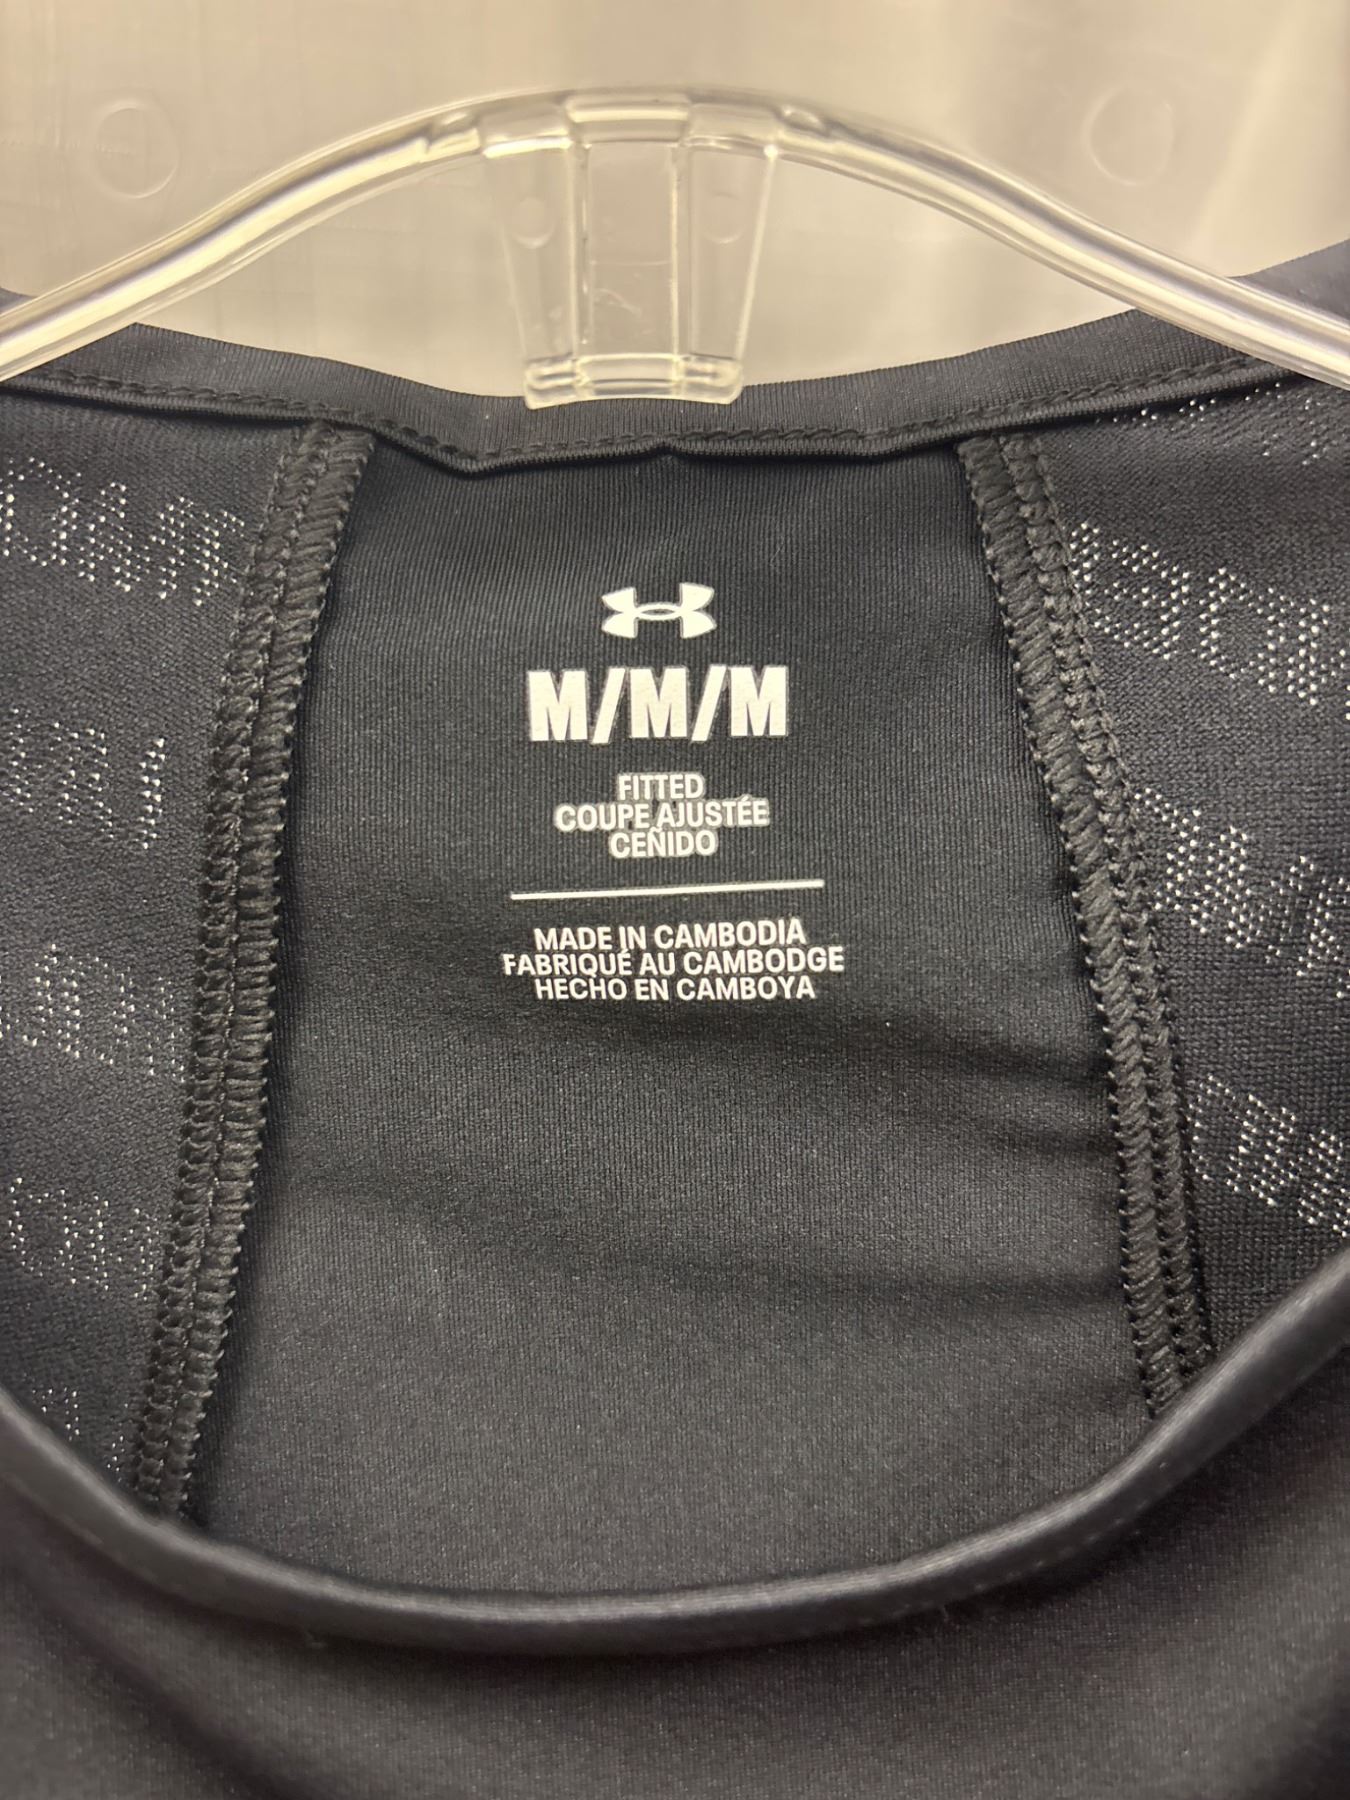 M/M/M
FITTED
COUPE AJUSTÉE
CEÑIDO
MADE IN CAMBODIA
FABRIQUÉ AU CAMBODGE
HECHO EN CAMBOYA